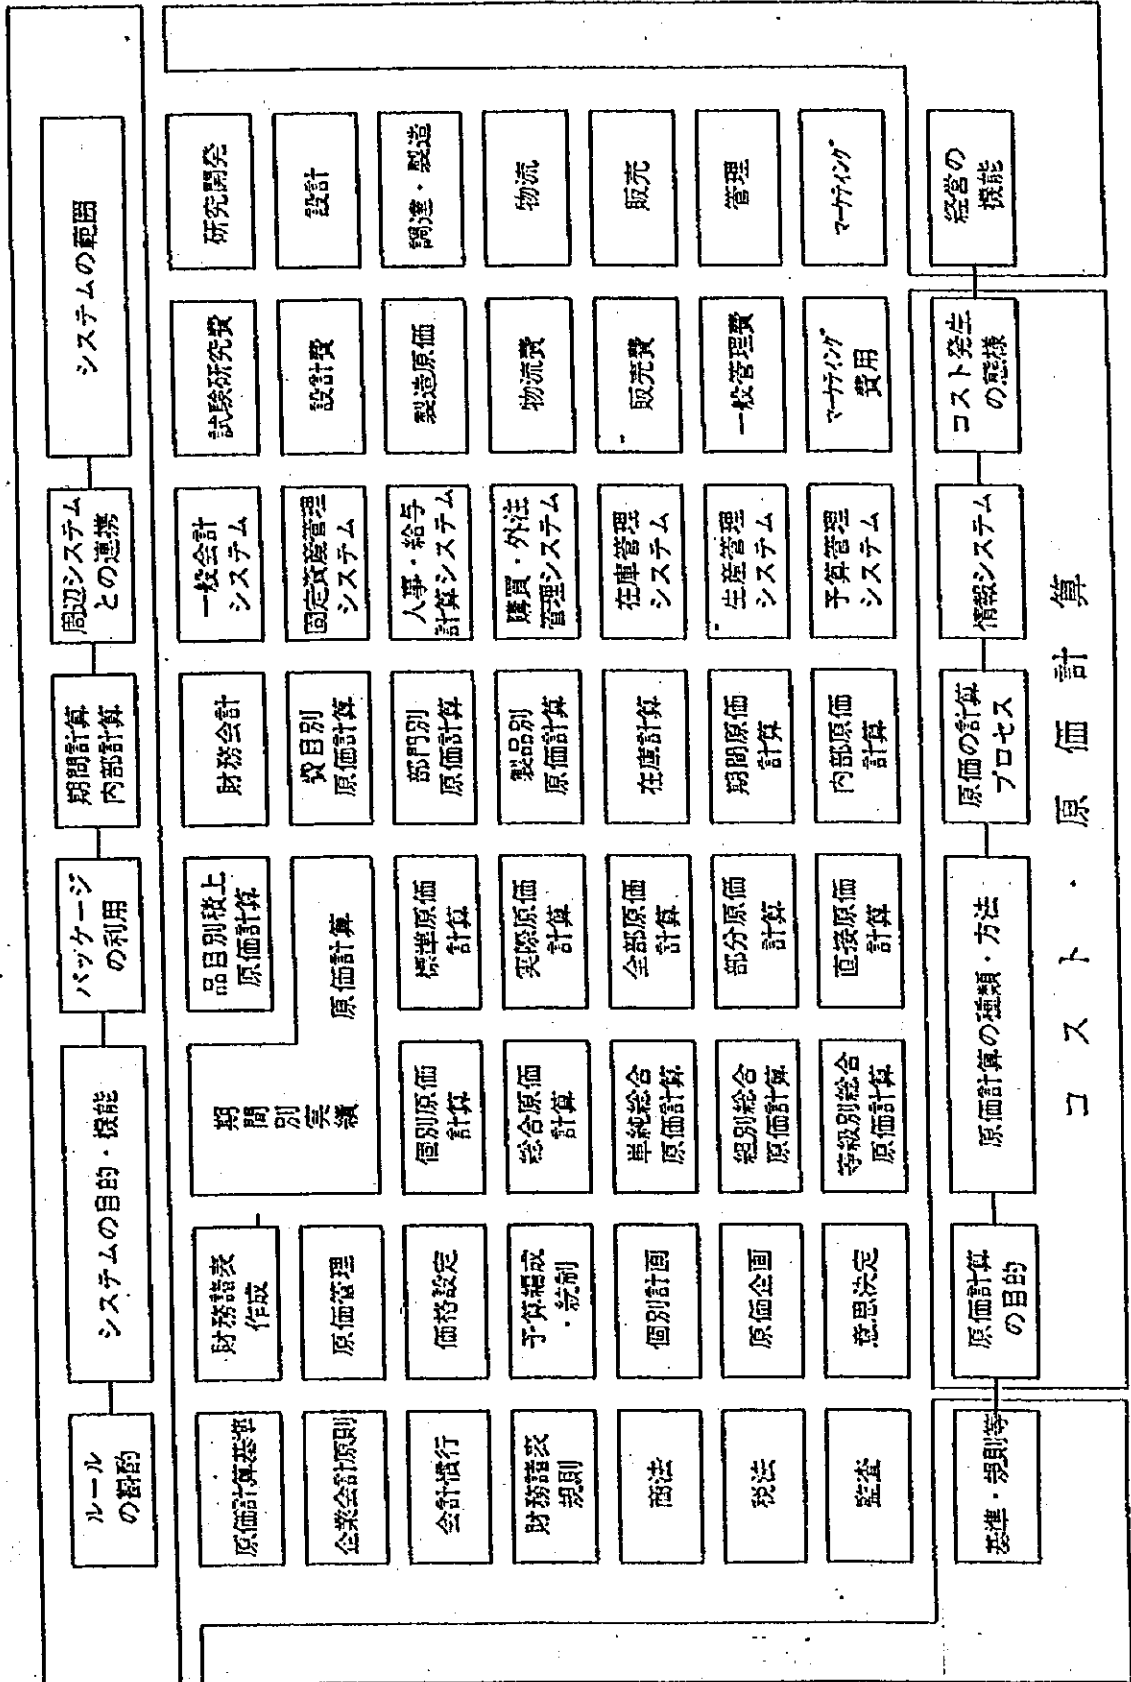 ルール
の斟酌
システムの目的・機能
パッケージ
の利用
期間計算
内部計算
周辺システム
との連携
システムの範囲
原価計算基準
財務諸表
作成
期間別実績
原価計算
品目別積上
原価計算
財務会計
一般会計
システム
試験研究費
研究開発
企業会計原則
原価管理
費目別
原価計算
固定資産管理
システム
設計費
設計
会計慣行
価格設定
個別原価
計算
標準原価
計算
部門別
原価計算
人事・給与
計算システム
製造原価
調達・製造
財務諸表
規則
予算編成
・統制
総合原価
計算
実際原価
計算
製品別
原価計算
購買・外注
管理システム
物流費
物流
商法
個別計画
単純総合
原価計算
全部原価
計算
在庫計算
在庫管理
システム
販売費
販売
税法
原価企画
組別総合
原価計算
部分原価
計算
期間原価
計算
生産管理
システム
一般管理費
管理
監査
意思決定
等級別総合
原価計算
直接原価
計算
内部原価
計算
予算管理
システム
マーケティング
費用
マーケティング
基準・規則等
原価計算
の目的
原価計算の種類・方法
原価の計算
プロセス
情報システム
コスト発生
の態様
経営の
機能
コスト・原価計算